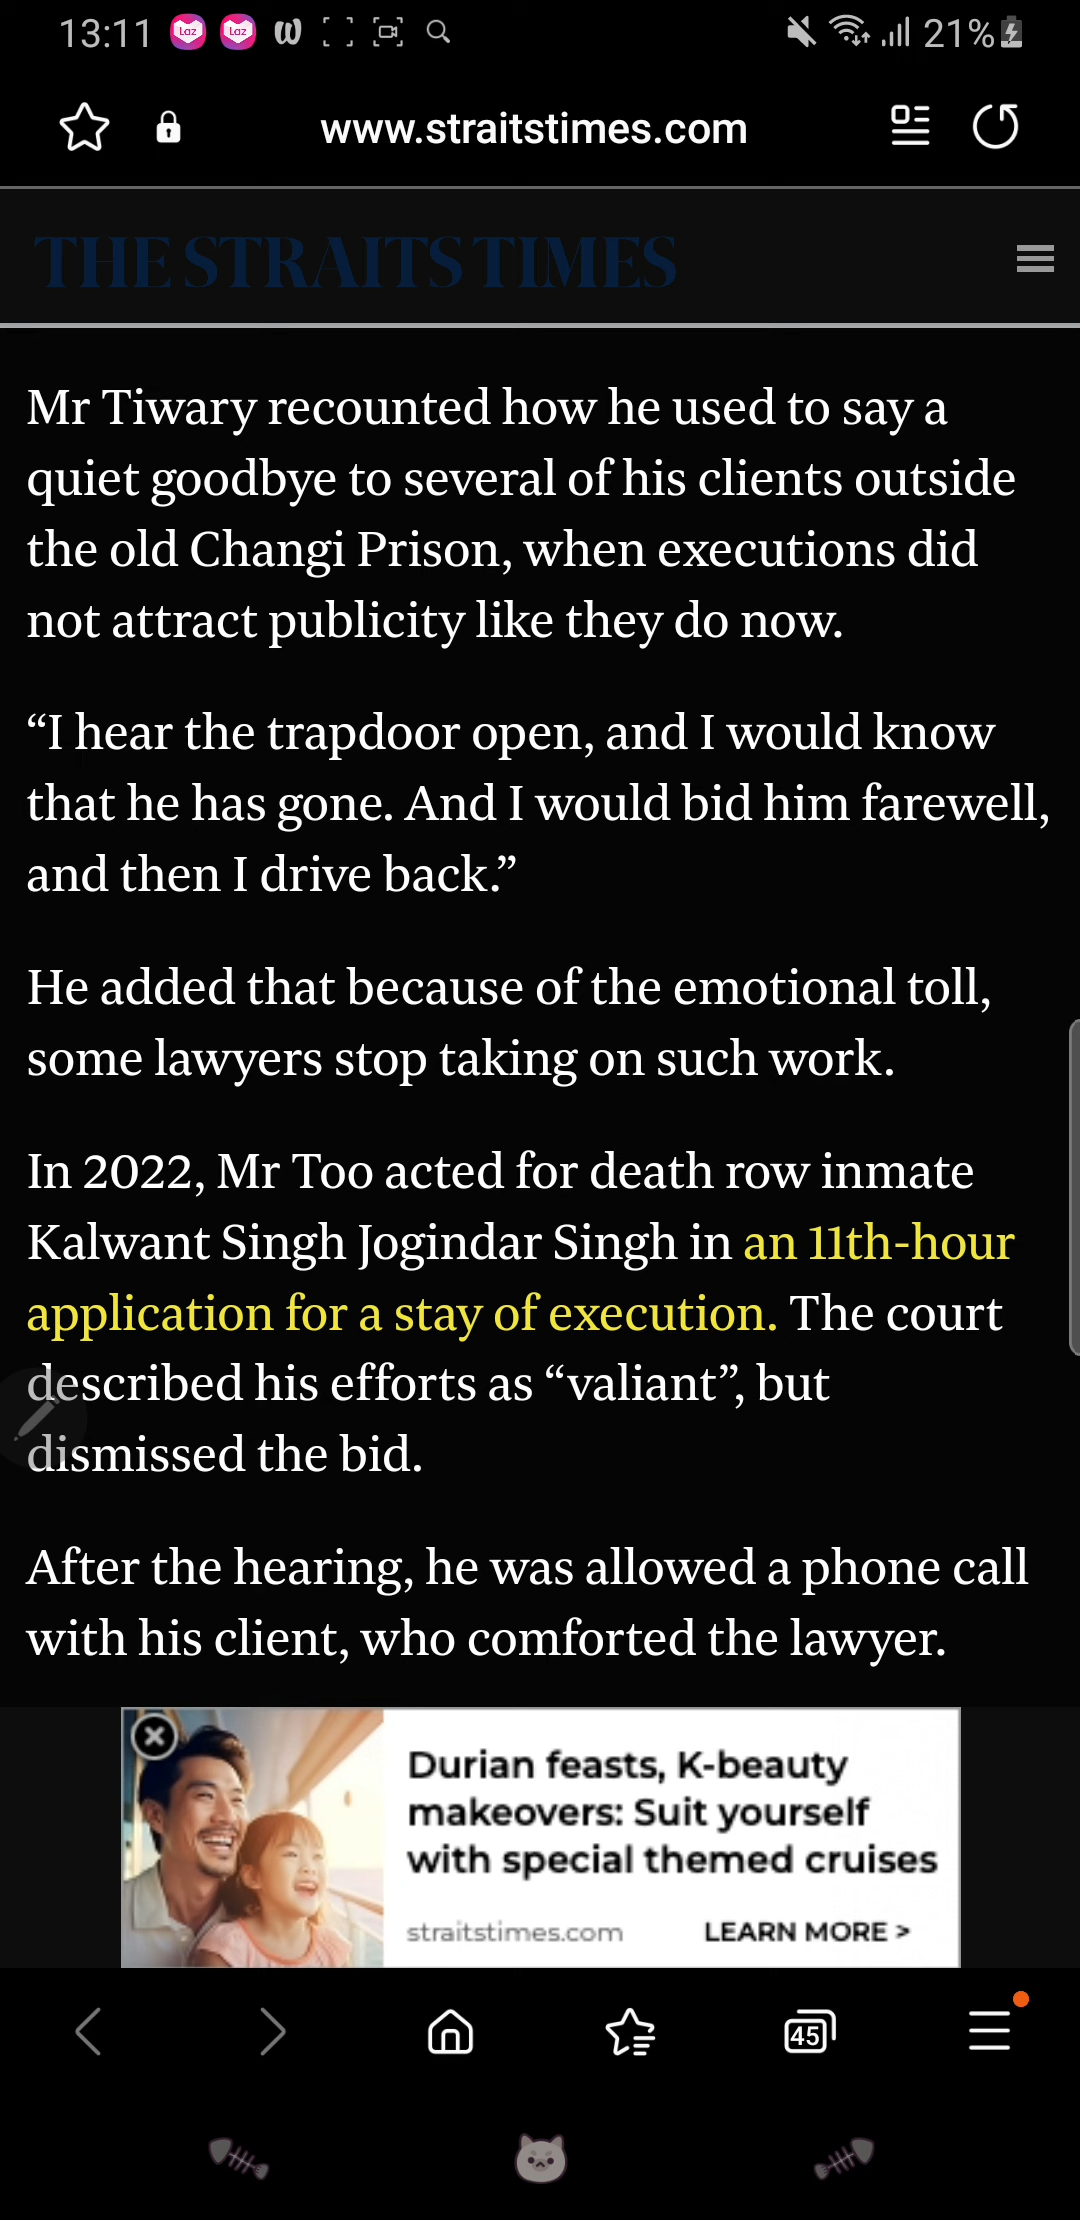 13:11 Laz Laz 21%
www.straitstimes.com
THE STRAITS TIMES
Mr Tiwary recounted how he used to say a
quiet goodbye to several of his clients outside
the old Changi Prison, when executions did
not attract publicity like they do now.
“I hear the trapdoor open, and I would know
that he has gone. And I would bid him farewell,
and then I drive back.”
He added that because of the emotional toll,
some lawyers stop taking on such work.
In 2022, Mr Too acted for death row inmate
Kalwant Singh Jogindar Singh in an 11th-hour
application for a stay of execution. The court
described his efforts as “valiant”, but
dismissed the bid.
After the hearing, he was allowed a phone call
with his client, who comforted the lawyer.
Durian feasts, K-beauty
makeovers: Suit yourself
with special themed cruises
straitstimes.com LEARN MORE >
45